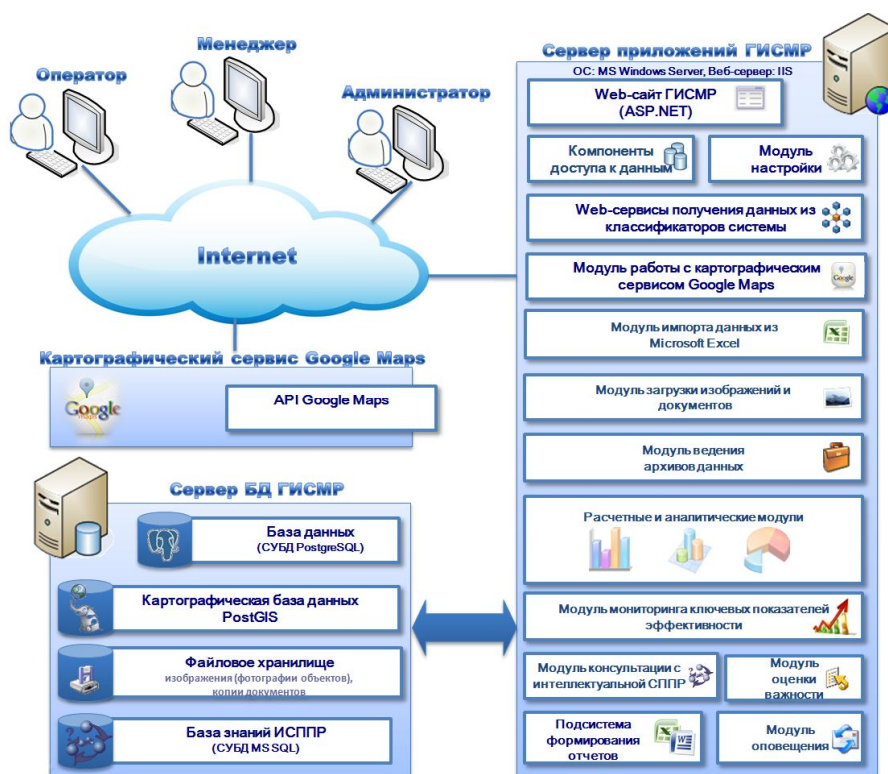 Менеджер
Оператор
Администратор
Internet
Картографический сервис Google Maps
Google
maps
API Google Maps
Сервер БД ГИСМР
База данных
(СУБД PostgreSQL)
Картографическая база данных
PostGIS
Файловое хранилище
изображения (фотографии объектов),
копии документов
База знаний ИСППР
(СУБД MS SQL)
Сервер приложений ГИСМР
ОС: MS Windows Server, Веб-сервер: IIS
Web-сайт ГИСМР
(ASP.NET)
Компоненты
доступа к данным
Модуль
настройки
Web-сервисы получения данных из
классификаторов системы
Модуль работы с картографическим
сервисом Google Maps
Google
Модуль импорта данных из
Microsoft Excel
Модуль загрузки изображений и
документов
Модуль ведения
архивов данных
Расчетные и аналитические модули
Модуль мониторинга ключевых показателей
эффективности
Модуль консультации с
интеллектуальной СППР
Модуль
оценки
важности
Подсистема
формирования
отчетов
Модуль
оповещения